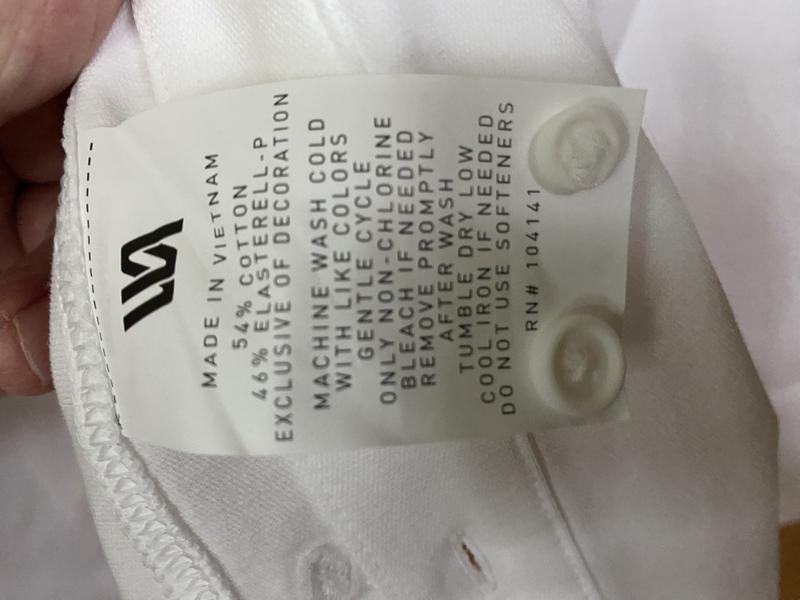 MADE IN VIETNAM
54% COTTON
46% ELASTERELL-P
EXCLUSIVE OF DECORATION
MACHINE WASH COLD
WITH LIKE COLORS
GENTLE CYCLE
ONLY NON-CHLORINE
BLEACH IF NEEDED
REMOVE PROMPTLY
AFTER WASH
TUMBLE DRY LOW
COOL IRON IF NEEDED
DO NOT USE SOFTENERS
RN# 104141